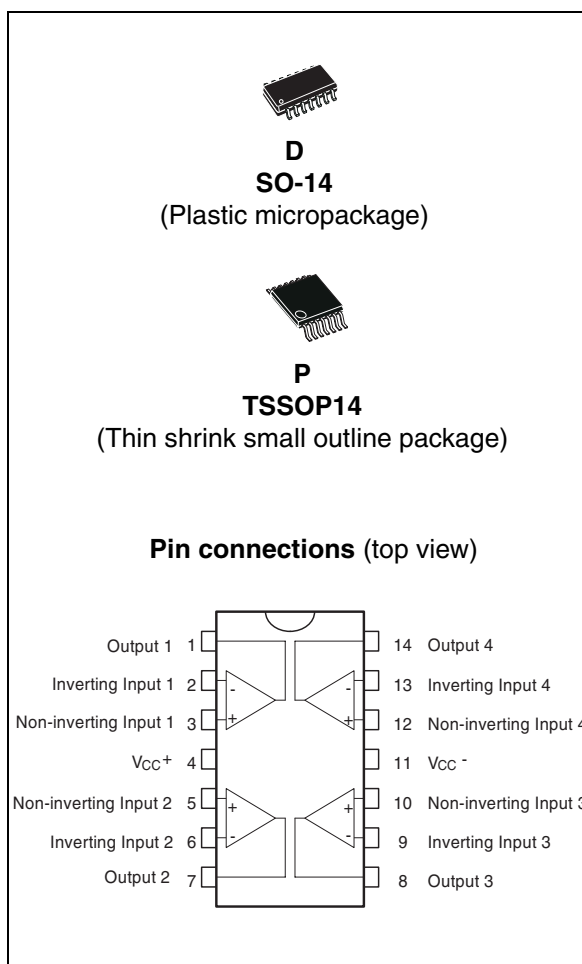 D
SO-14
(Plastic micropackage)
P
TSSOP14
(Thin shrink small outline package)
Pin connections (top view)
Output 1 1
14 Output 4
Inverting Input 1 2
-
-
13 Inverting Input 4
Non-inverting Input 1 3
+
+
12 Non-inverting Input 4
VCC+ 4
11 VCC -
Non-inverting Input 2 5
+
+
10 Non-inverting Input 3
Inverting Input 2 6
-
-
9 Inverting Input 3
Output 2 7
8 Output 3